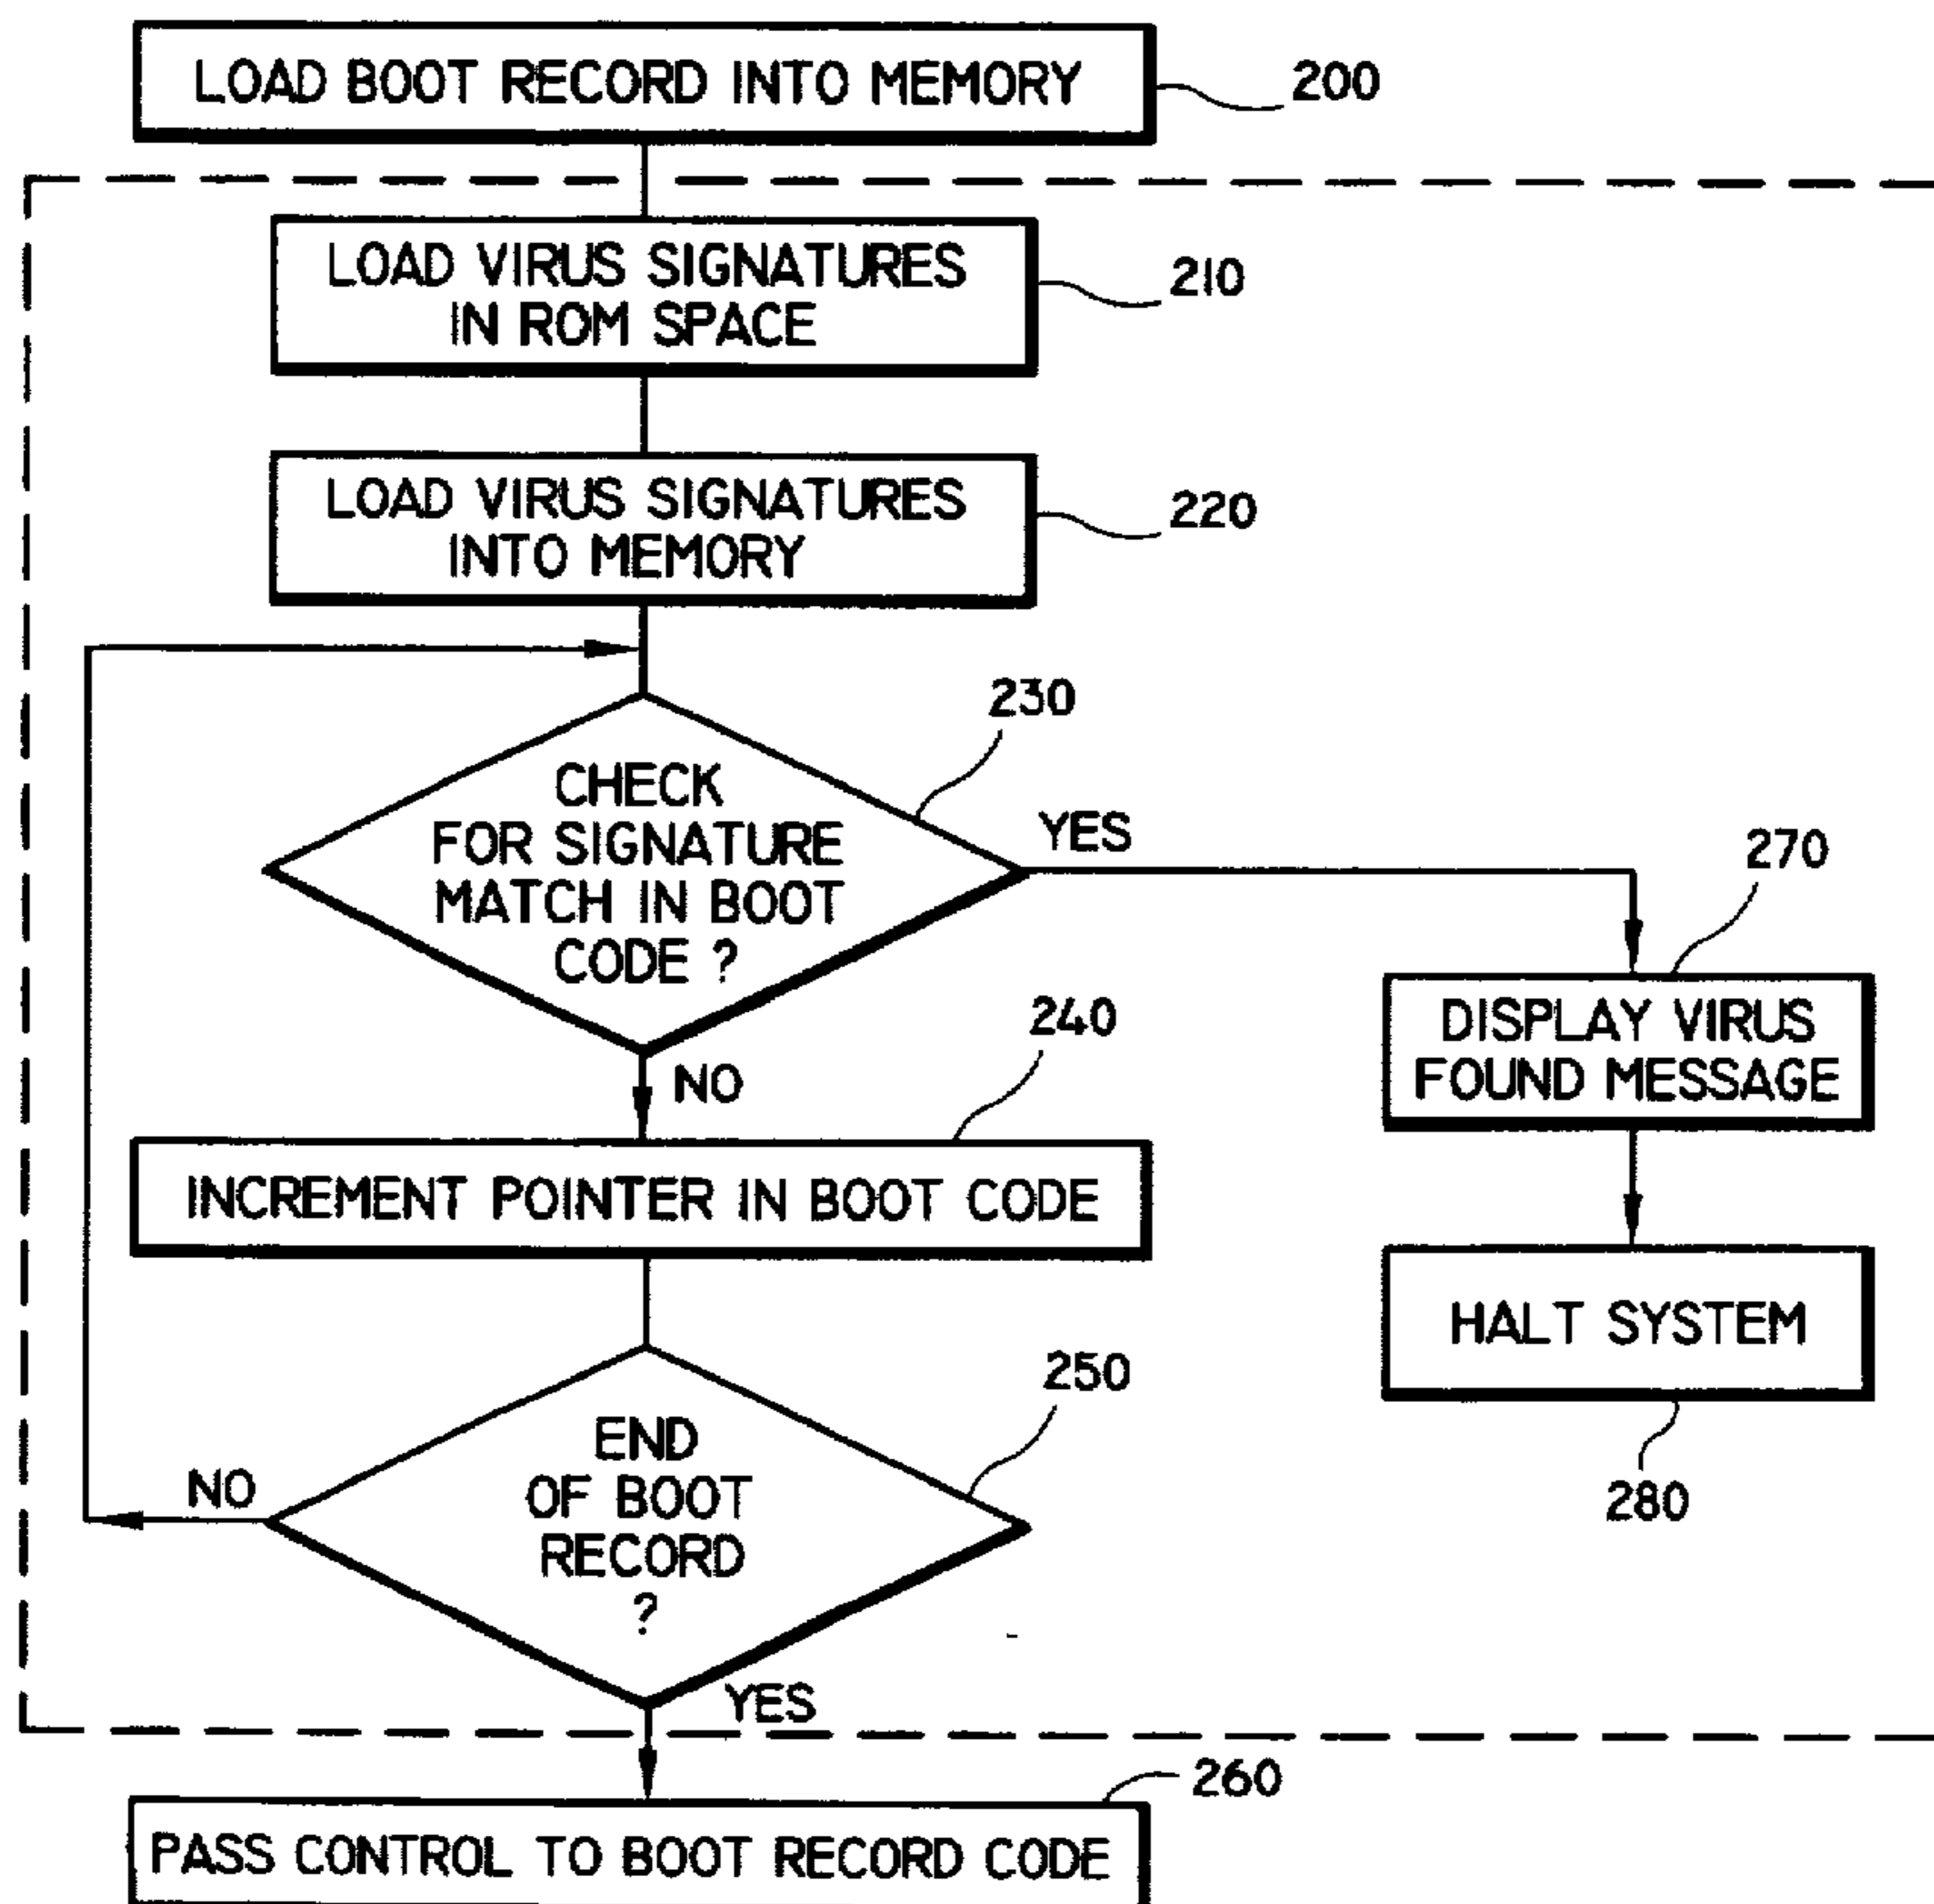 LOAD BOOT RECORD INTO MEMORY
200
LOAD VIRUS SIGNATURES
IN ROM SPACE
210
LOAD VIRUS SIGNATURES
INTO MEMORY
220
230
CHECK
FOR SIGNATURE
MATCH IN BOOT
CODE ?
YES
270
DISPLAY VIRUS
FOUND MESSAGE
NO
240
INCREMENT POINTER IN BOOT CODE
HALT SYSTEM
280
250
END
OF BOOT
RECORD
?
NO
YES
260
PASS CONTROL TO BOOT RECORD CODE